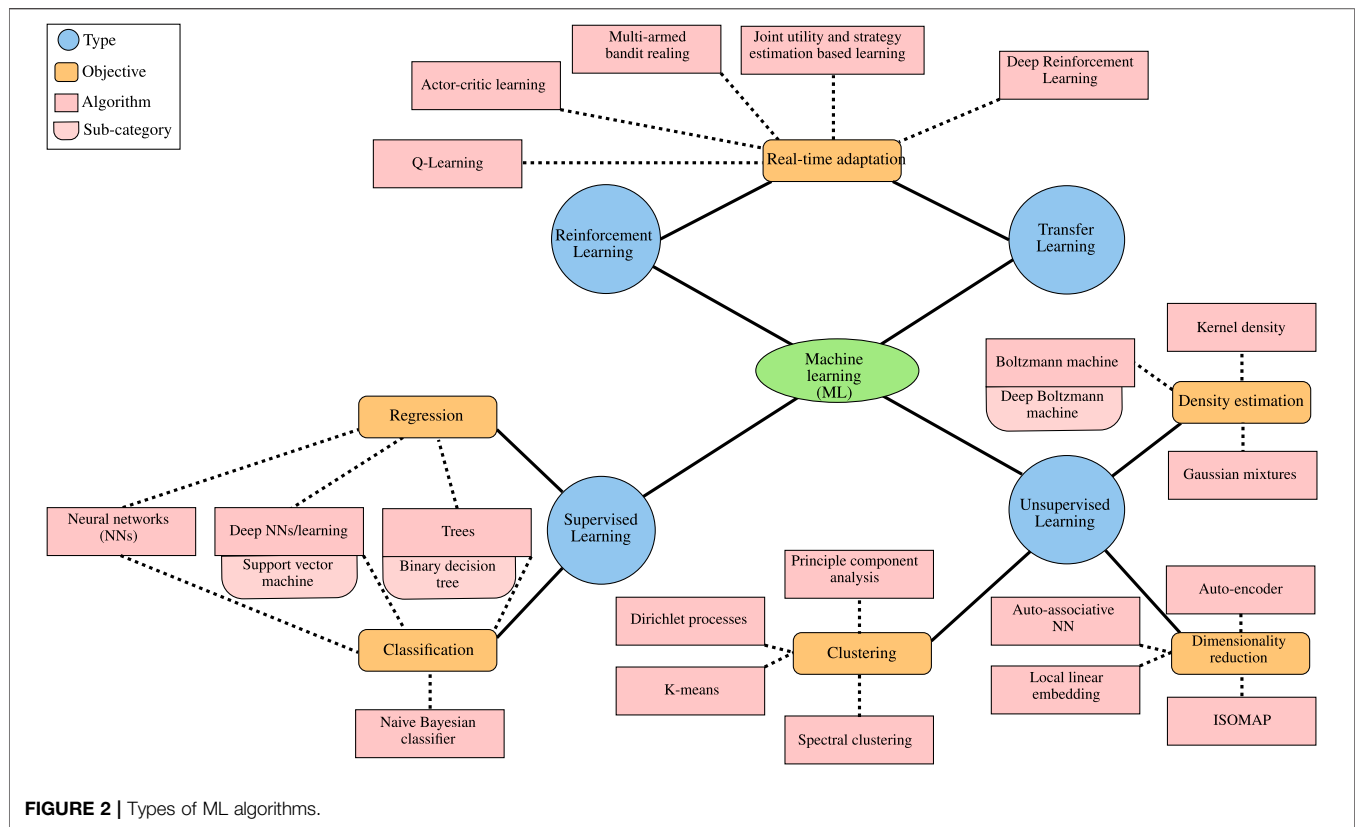 Type
Objective
Algorithm
Sub-category
Multi-armed
bandit realing
Joint utility and strategy
estimation based learning
Deep Reinforcement
Learning
Actor-critic learning
Q-Learning
Real-time adaptation
Reinforcement
Learning
Transfer
Learning
Machine
learning
(ML)
Kernel density
Boltzmann machine
Deep Boltzmann
machine
Density estimation
Gaussian mixtures
Regression
Neural networks
(NNs)
Deep NNs/learning
Support vector
machine
Trees
Binary decision
tree
Supervised
Learning
Unsupervised
Learning
Classification
Naive Bayesian
classifier
Principle component
analysis
Dirichlet processes
K-means
Clustering
Spectral clustering
Auto-encoder
Auto-associative
NN
Local linear
embedding
Dimensionality
reduction
ISOMAP
FIGURE 2 | Types of ML algorithms.